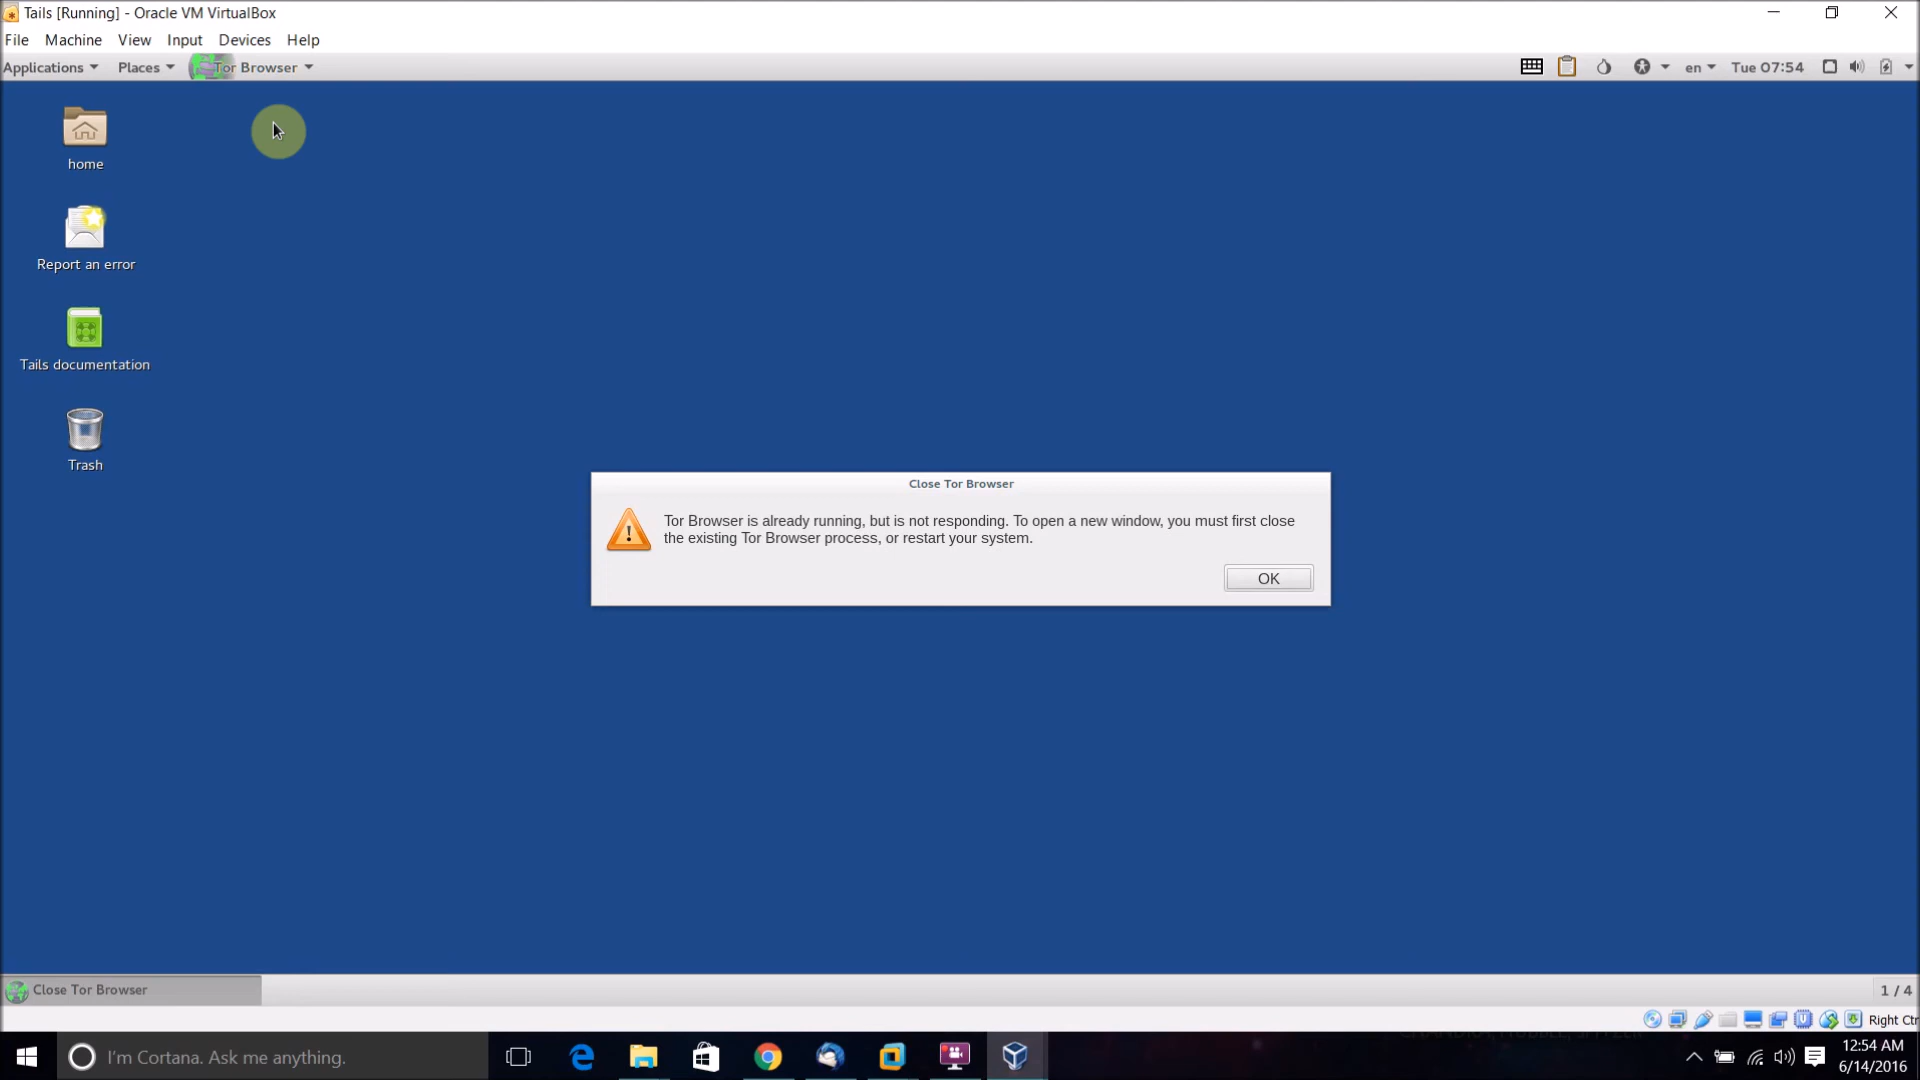 Tails [Running] - Oracle VM VirtualBox
File Machine View Input Devices Help
Applications Places Tor Browser en Tue 07:54
home
Report an error
Tails documentation
Trash
Close Tor Browser
Tor Browser is already running, but is not responding. To open a new window, you must first close
the existing Tor Browser process, or restart your system.
OK
Close Tor Browser 1 / 4
Right Ctr
I'm Cortana. Ask me anything.
12:54 AM
6/14/2016